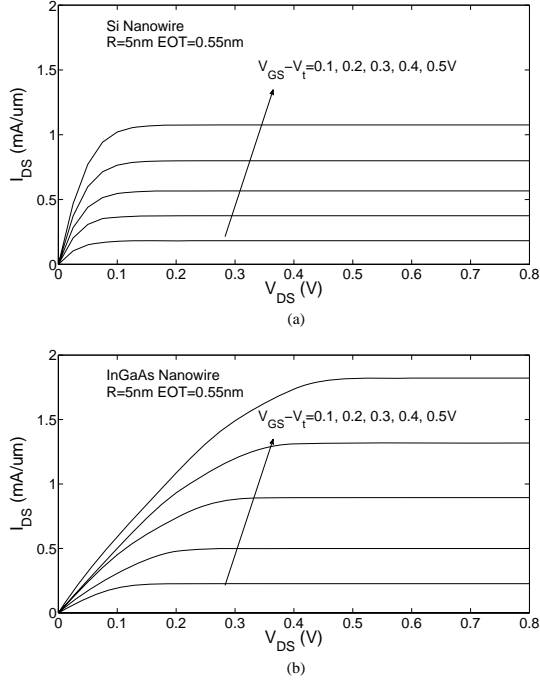 2
Si Nanowire
R=5nm EOT=0.55nm
V_GS−V_t=0.1, 0.2, 0.3, 0.4, 0.5V
1.5
1
0.5
0
I_DS (mA/um)
0 0.1 0.2 0.3 0.4 0.5 0.6 0.7 0.8
V_DS (V)
(a)
2
InGaAs Nanowire
R=5nm EOT=0.55nm
V_GS−V_t=0.1, 0.2, 0.3, 0.4, 0.5V
1.5
1
0.5
0
I_DS (mA/um)
0 0.1 0.2 0.3 0.4 0.5 0.6 0.7 0.8
V_DS (V)
(b)